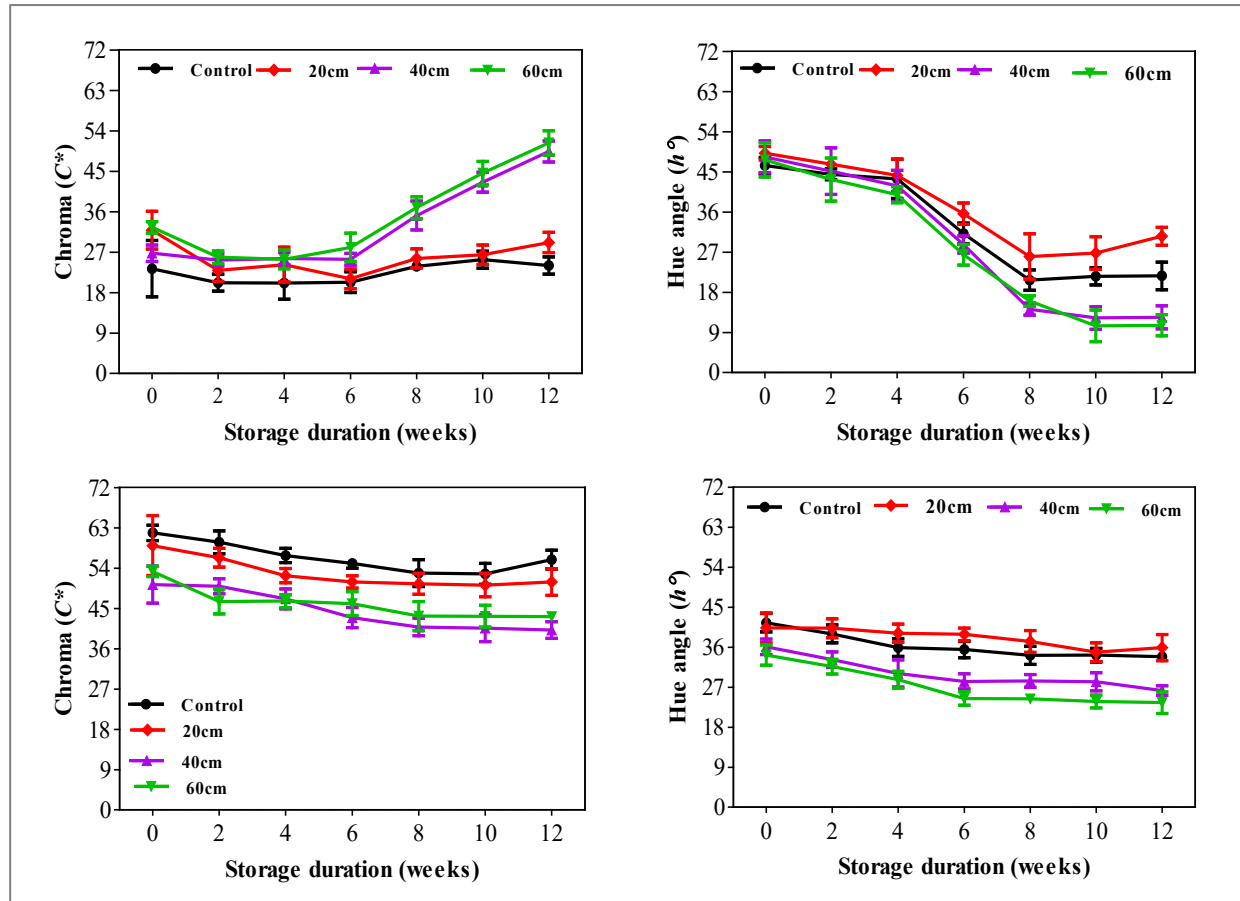 72
63
54
45
36
27
18
9
0
Chroma (C*)
Control 20cm 40cm 60cm
0 2 4 6 8 10 12
Storage duration (weeks)
72
63
54
45
36
27
18
9
0
Hue angle (h°)
Control 20cm 40cm 60cm
0 2 4 6 8 10 12
Storage duration (weeks)
72
63
54
45
36
27
18
9
0
Chroma (C*)
Control
20cm
40cm
60cm
0 2 4 6 8 10 12
Storage duration (weeks)
72
63
54
45
36
27
18
9
0
Hue angle (h°)
Control 20cm 40cm 60cm
0 2 4 6 8 10 12
Storage duration (weeks)